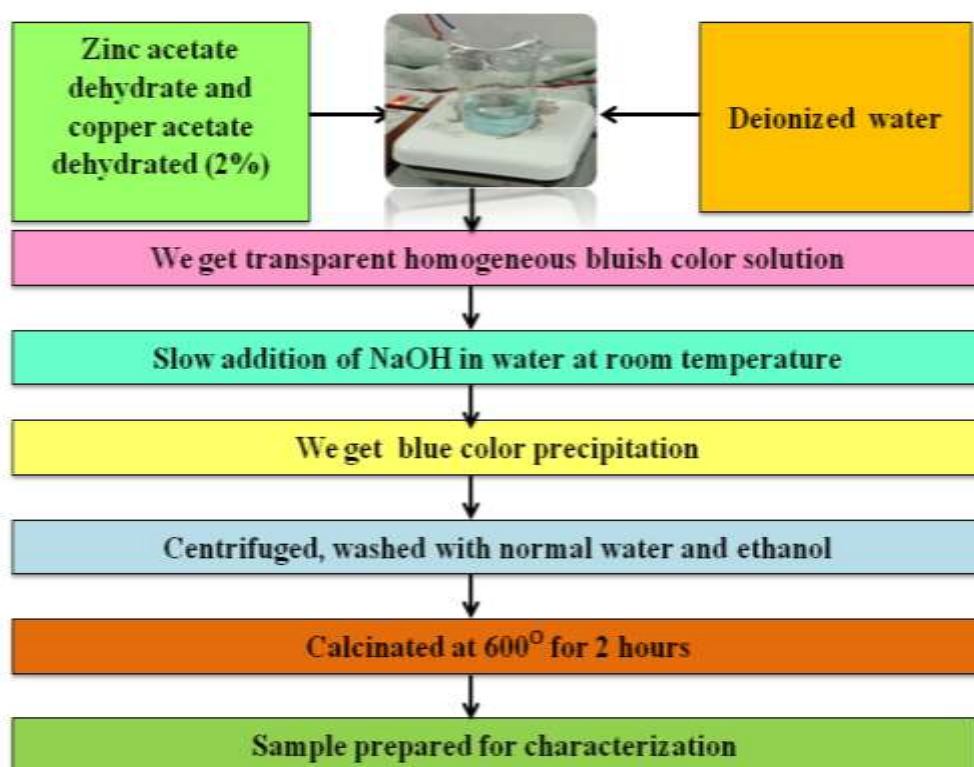 Zinc acetate
dehydrate and
copper acetate
dehydrated (2%)
Deionized water
We get transparent homogeneous bluish color solution
Slow addition of NaOH in water at room temperature
We get blue color precipitation
Centrifuged, washed with normal water and ethanol
Calcinated at 600⁰ for 2 hours
Sample prepared for characterization